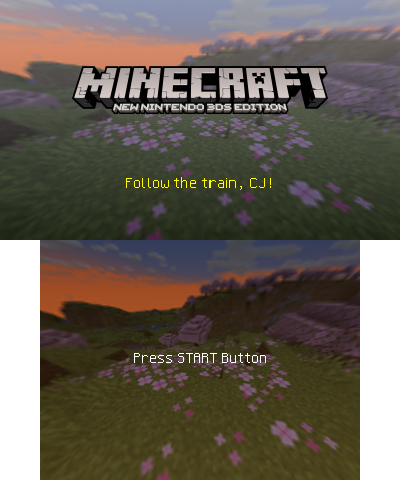 MINECRAFT
NEW NINTENDO 3DS EDITION
Follow the train, CJ!
Press START Button